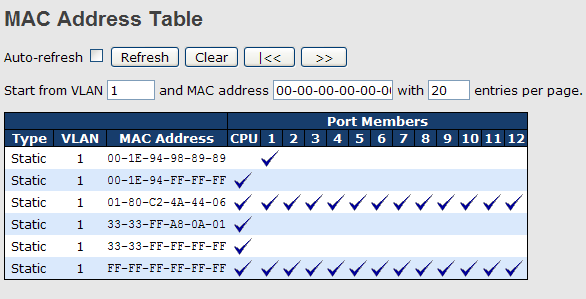 MAC Address Table
Auto-refresh Refresh Clear |<< >>
Start from VLAN 1 and MAC address 00-00-00-00-00-0 with 20 entries per page.
Port Members
Type VLAN MAC Address CPU 1 2 3 4 5 6 7 8 9 10 11 12
Static 1 00-1E-94-98-89-89
Static 1 00-1E-94-FF-FF-FF
Static 1 01-80-C2-4A-44-06
Static 1 33-33-FF-A8-0A-01
Static 1 33-33-FF-FF-FF-FF
Static 1 FF-FF-FF-FF-FF-FF